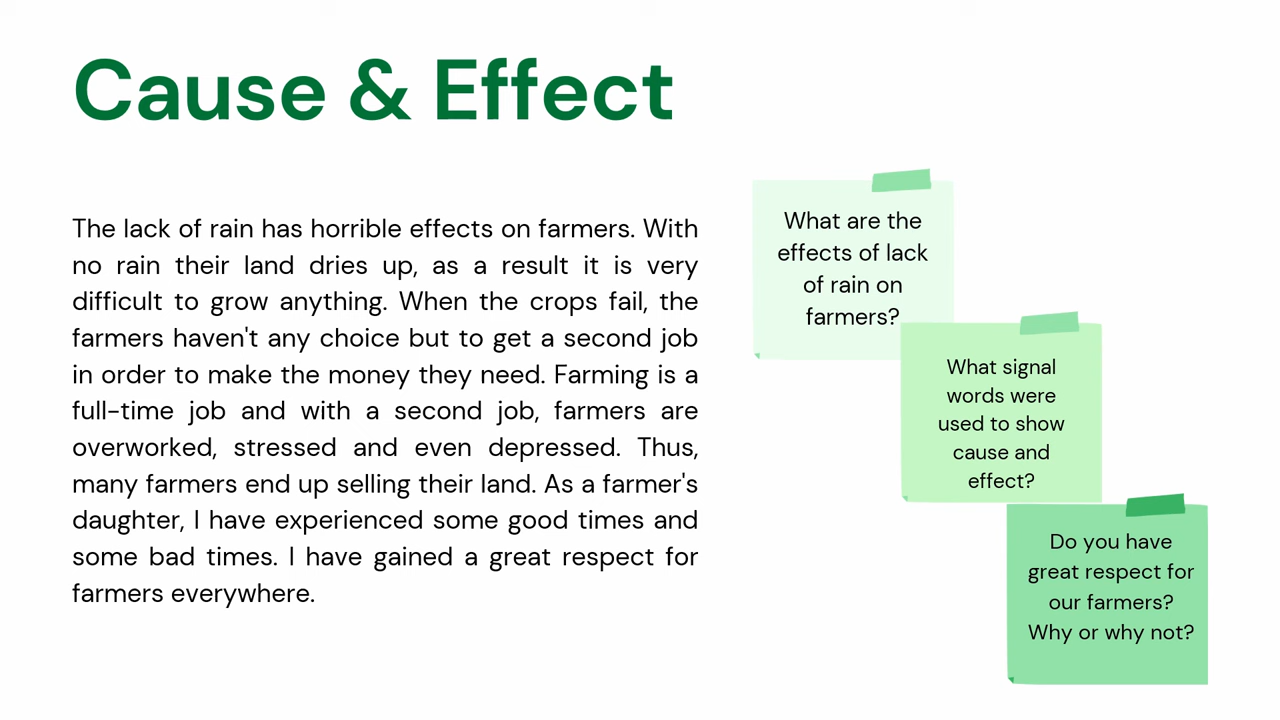 Cause & Effect
The lack of rain has horrible effects on farmers. With
no rain their land dries up, as a result it is very
difficult to grow anything. When the crops fail, the
farmers haven't any choice but to get a second job
in order to make the money they need. Farming is a
full-time job and with a second job, farmers are
overworked, stressed and even depressed. Thus,
many farmers end up selling their land. As a farmer's
daughter, I have experienced some good times and
some bad times. I have gained a great respect for
farmers everywhere.
What are the
effects of lack
of rain on
farmers?
What signal
words were
used to show
cause and
effect?
Do you have
great respect for
our farmers?
Why or why not?